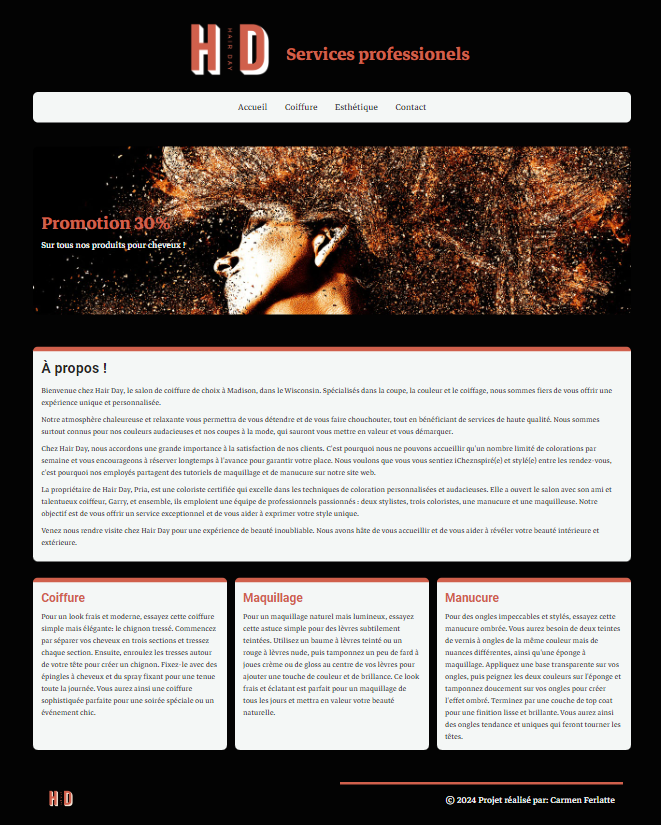 HD
HAIR DAY
Services professionels
Accueil Coiffure Esthétique Contact
Promotion 30%
Sur tous nos produits pour cheveux !
À propos !
Bienvenue chez Hair Day, le salon de coiffure de choix à Madison, dans le Wisconsin. Spécialisés dans la coupe, la couleur et le coiffage, nous sommes fiers de vous offrir une
expérience unique et personnalisée.
Notre atmosphère chaleureuse et relaxante vous permettra de vous détendre et de vous faire chouchouter, tout en bénéficiant de services de haute qualité. Nous sommes
surtout connus pour nos couleurs audacieuses et nos coupes à la mode, qui sauront vous mettre en valeur et vous démarquer.
Chez Hair Day, nous accordons une grande importance à la satisfaction de nos clients. C'est pourquoi nous ne pouvons accueillir qu'un nombre limité de colorations par
semaine et vous encourageons à réserver longtemps à l'avance pour garantir votre place. Nous voulons que vous vous sentiez iCheznspiré(e) et stylé(e) entre les rendez-vous,
c'est pourquoi nos employés partagent des tutoriels de maquillage et de manucure sur notre site web.
La propriétaire de Hair Day, Pria, est une coloriste certifiée qui excelle dans les techniques de coloration personnalisées et audacieuses. Elle a ouvert le salon avec son ami et
talentueux coiffeur, Garry, et ensemble, ils emploient une équipe de professionnels passionnés : deux stylistes, trois coloristes, une manucure et une maquilleuse. Notre
objectif est de vous offrir un service exceptionnel et de vous aider à exprimer votre style unique.
Venez nous rendre visite chez Hair Day pour une expérience de beauté inoubliable. Nous avons hâte de vous accueillir et de vous aider à révéler votre beauté intérieure et
extérieure.
Coiffure
Pour un look frais et moderne, essayez cette coiffure
simple mais élégante: le chignon tressé. Commencez
par séparer vos cheveux en trois sections et tressez
chaque section. Ensuite, enroulez les tresses autour
de votre tête pour créer un chignon. Fixez-le avec des
épingles à cheveux et du spray fixant pour une tenue
toute la journée. Vous aurez ainsi une coiffure
sophistiquée parfaite pour une soirée spéciale ou un
événement chic.
Maquillage
Pour un maquillage naturel mais lumineux, essayez
cette astuce simple pour des lèvres subtilement
teintées. Utilisez un baume à lèvres teinté ou un
rouge à lèvres nude, puis tamponnez un peu de fard à
joues crème ou de gloss au centre de vos lèvres pour
ajouter une touche de couleur et de brillance. Ce look
frais et éclatant est parfait pour un maquillage de
tous les jours et mettra en valeur votre beauté
naturelle.
Manucure
Pour des ongles impeccables et stylés, essayez cette
manucure ombrée. Vous aurez besoin de deux teintes
de vernis à ongles de la même couleur mais de
nuances différentes, ainsi qu'une éponge à
maquillage. Appliquez une base transparente sur vos
ongles, puis peignez les deux couleurs sur l'éponge et
tamponnez doucement sur vos ongles pour créer
l'effet ombré. Terminez par une couche de top coat
pour une finition lisse et brillante. Vous aurez ainsi
des ongles tendance et uniques qui feront tourner les
têtes.
HD
© 2024 Projet réalisé par: Carmen Ferlatte